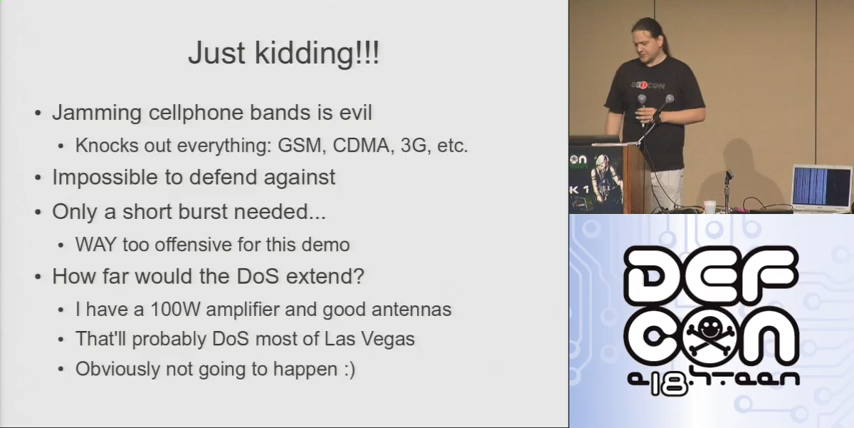 Just kidding!!!
• Jamming cellphone bands is evil
• Knocks out everything: GSM, CDMA, 3G, etc.
• Impossible to defend against
• Only a short burst needed...
• WAY too offensive for this demo
• How far would the DoS extend?
• I have a 100W amplifier and good antennas
• That'll probably DoS most of Las Vegas
• Obviously not going to happen :)
DEF
CON
e18hteen